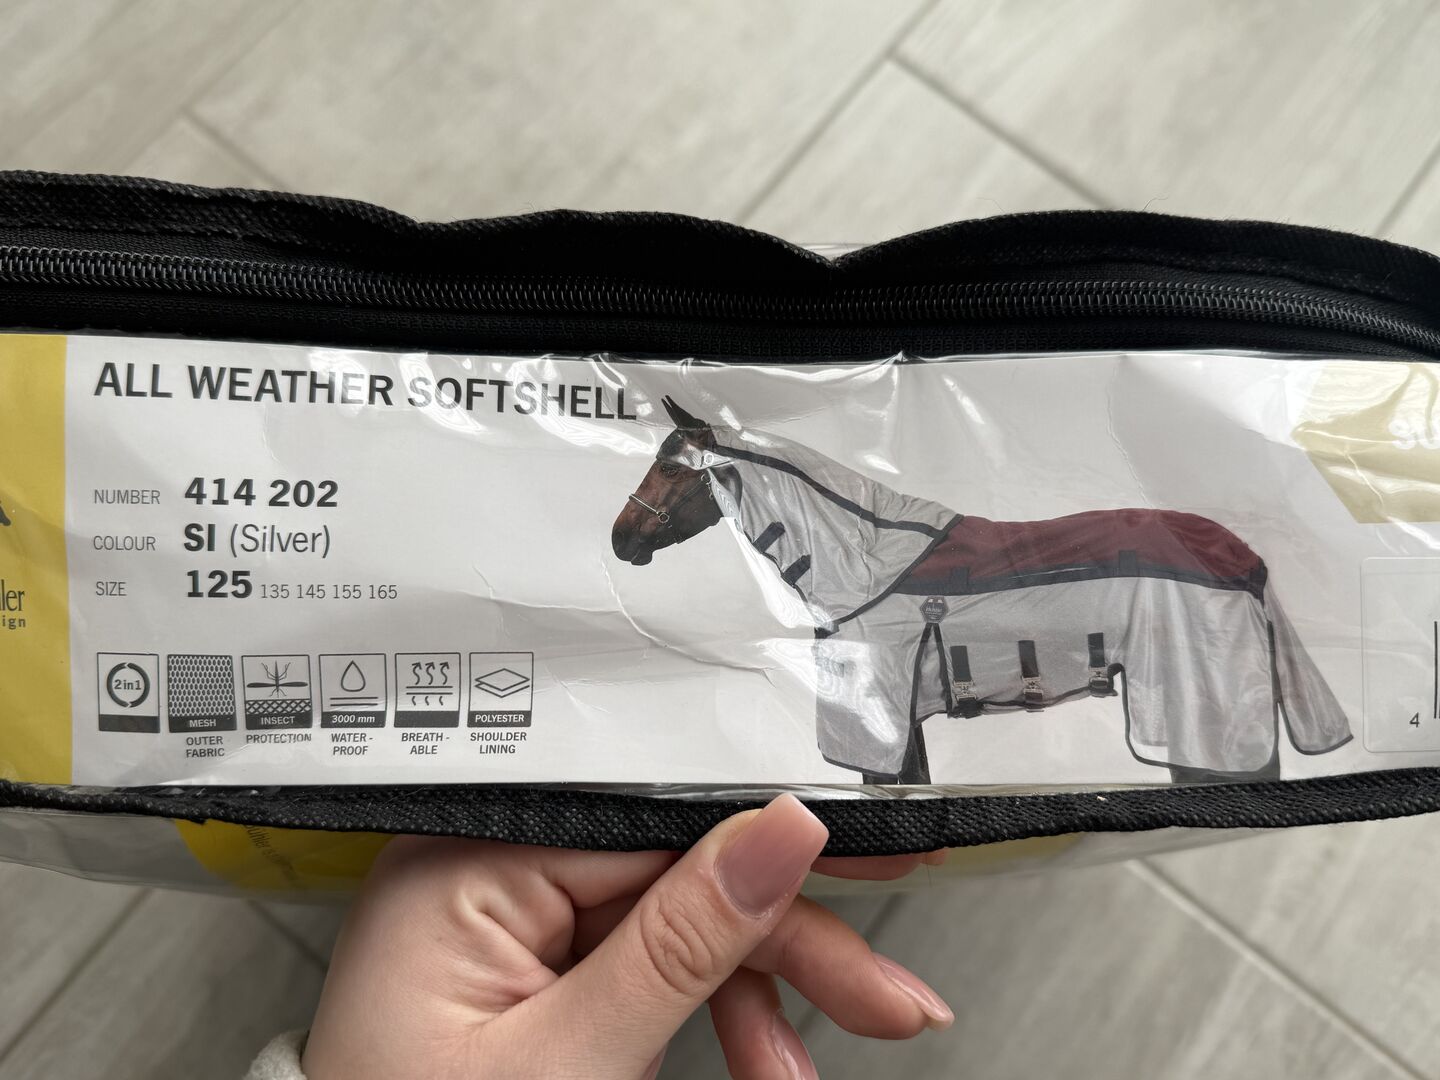 ALL WEATHER SOFTSHELL
NUMBER 414 202
COLOUR SI (Silver)
SIZE 125 135 145 155 165
2in1
MESH
OUTER
FABRIC
INSECT
PROTECTION
3000 mm
WATER-
PROOF
BREATH-
ABLE
POLYESTER
SHOULDER
LINING
4